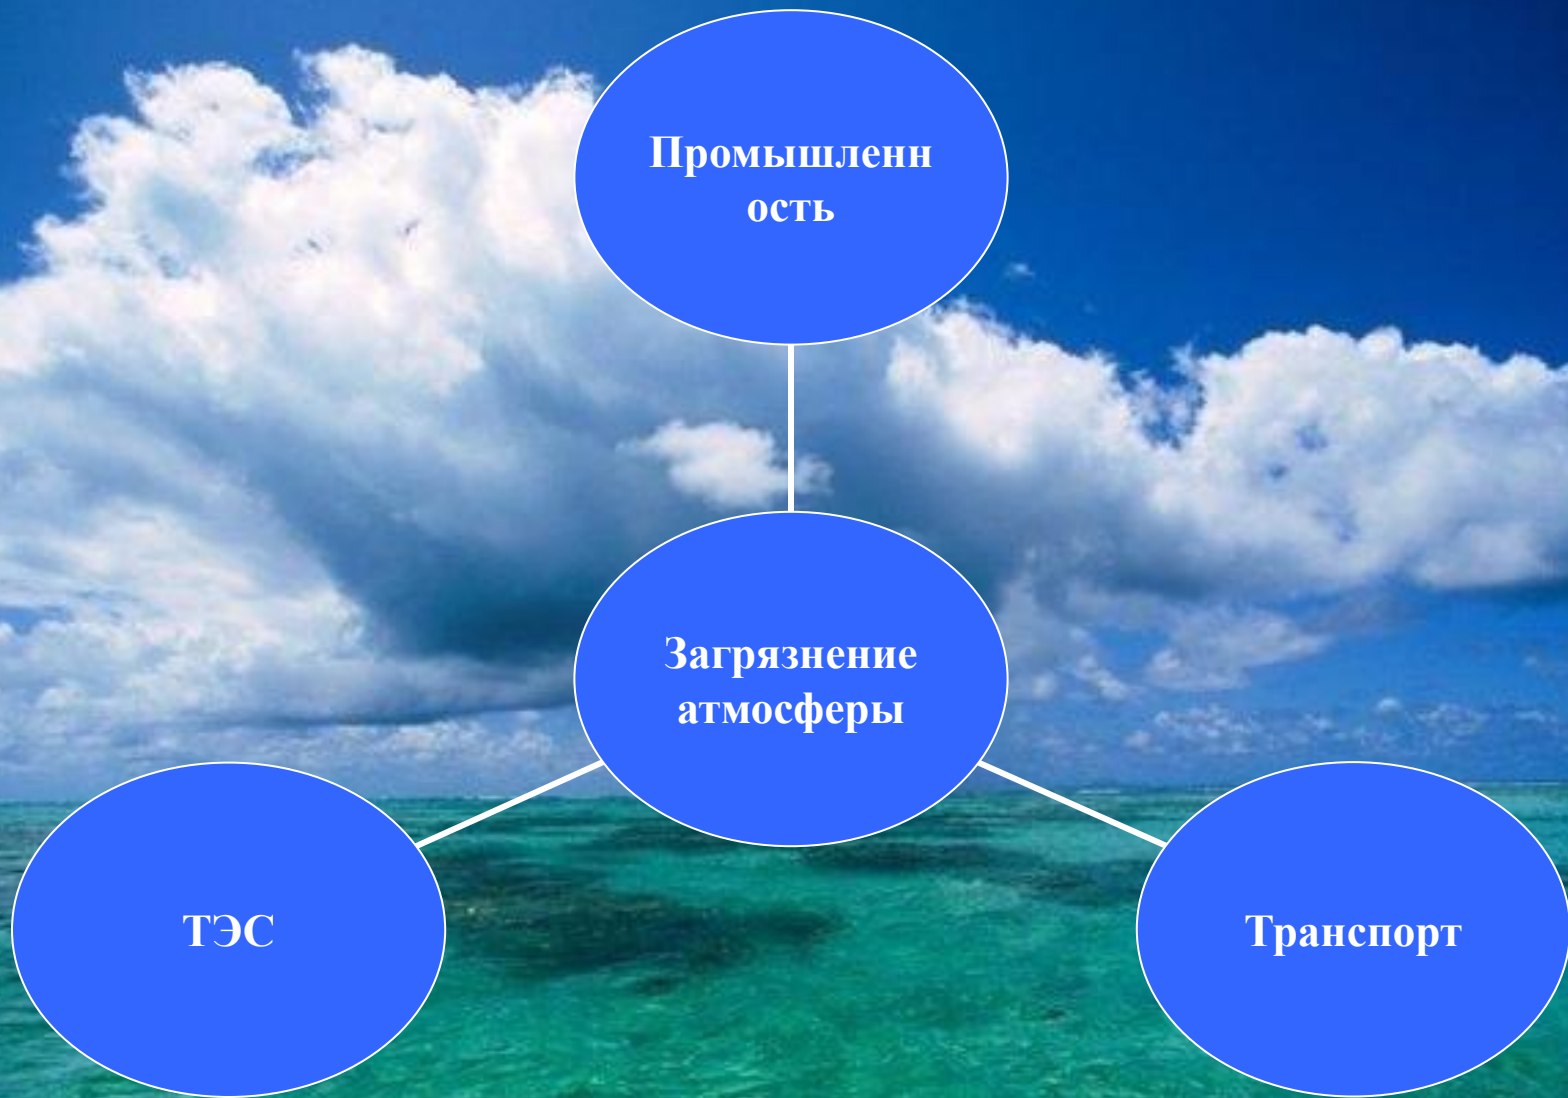 Промышленн
ость
Загрязнение
атмосферы
ТЭС
Транспорт